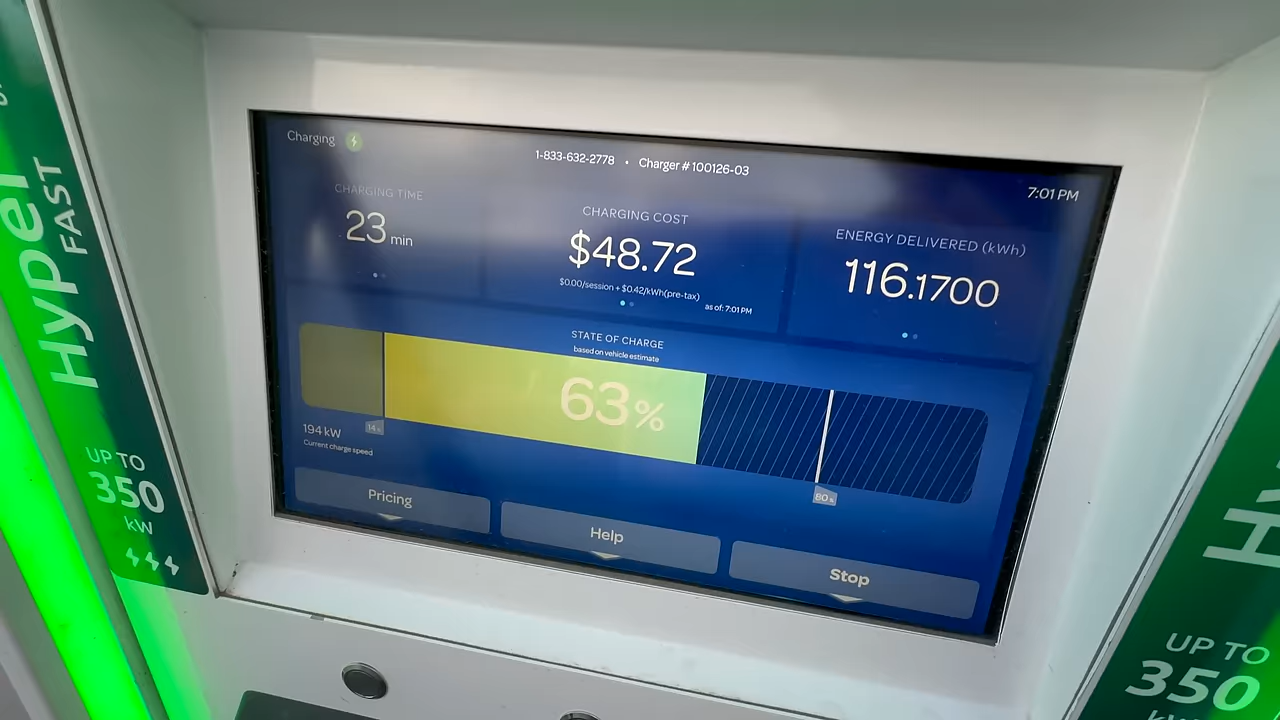 Charging
1-833-632-2778 • Charger # 100126-03
7:01 PM
CHARGING TIME
23 min
CHARGING COST
$48.72
$0.00/session + $0.42/kWh(pre-tax)
as of: 7:01 PM
ENERGY DELIVERED (kWh)
116.1700
STATE OF CHARGE
based on vehicle estimate
63%
14%
80%
194 kW
Current charge speed
Pricing
Help
Stop
Hyper
FAST
UP TO
350
kW
UP TO
350
kW